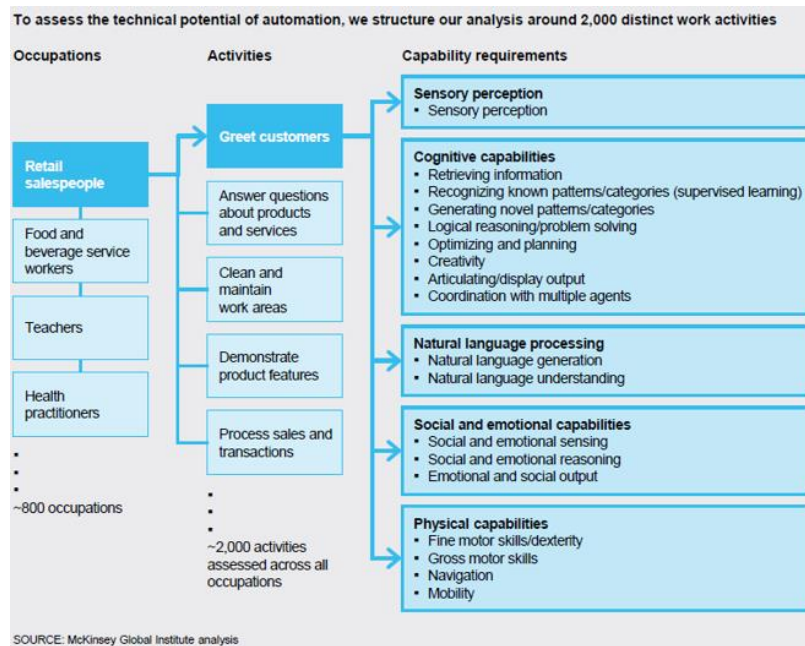 To assess the technical potential of automation, we structure our analysis around 2,000 distinct work activities
Occupations
Activities
Capability requirements
Retail
salespeople
Food and
beverage service
workers
Teachers
Health
practitioners
▪
▪
▪
~800 occupations
Greet customers
Answer questions
about products
and services
Clean and
maintain
work areas
Demonstrate
product features
Process sales and
transactions
▪
▪
▪
~2,000 activities
assessed across all
occupations
Sensory perception
▪ Sensory perception
Cognitive capabilities
▪ Retrieving information
▪ Recognizing known patterns/categories (supervised learning)
▪ Generating novel patterns/categories
▪ Logical reasoning/problem solving
▪ Optimizing and planning
▪ Creativity
▪ Articulating/display output
▪ Coordination with multiple agents
Natural language processing
▪ Natural language generation
▪ Natural language understanding
Social and emotional capabilities
▪ Social and emotional sensing
▪ Social and emotional reasoning
▪ Emotional and social output
Physical capabilities
▪ Fine motor skills/dexterity
▪ Gross motor skills
▪ Navigation
▪ Mobility
SOURCE: McKinsey Global Institute analysis